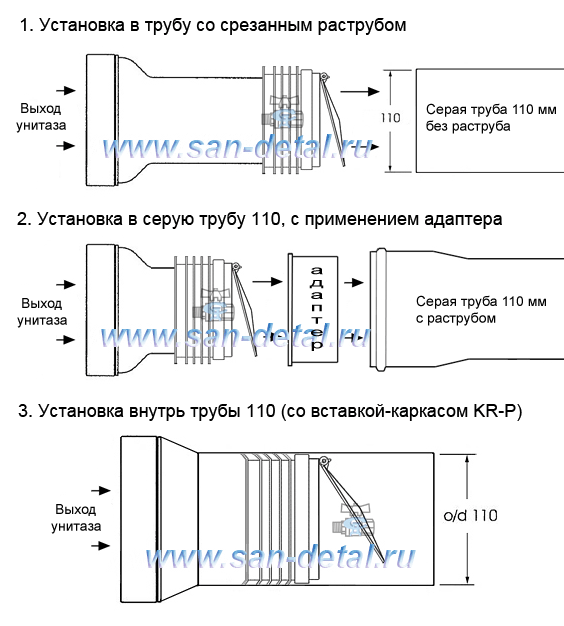 1. Установка в трубу со срезанным раструбом
Выход
унитаза
110
Серая труба 110 мм
без раструба
www.san-detal.ru
2. Установка в серую трубу 110, с применением адаптера
Выход
унитаза
адаптер
Серая труба 110 мм
с раструбом
www.san-detal.ru
3. Установка внутрь трубы 110 (со вставкой-каркасом KR-P)
Выход
унитаза
o/d 110
www.san-detal.ru